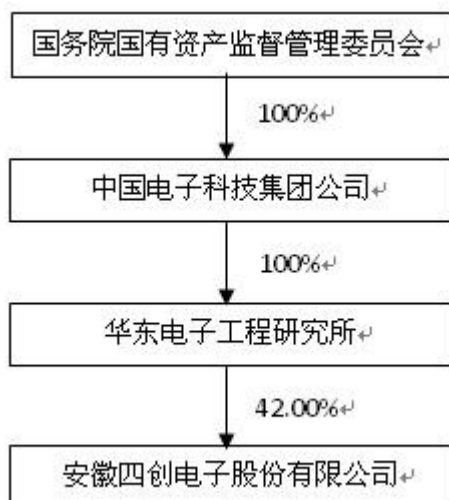 国务院国有资产监督管理委员会
100%
中国电子科技集团公司
100%
华东电子工程研究所
42.00%
安徽四创电子股份有限公司